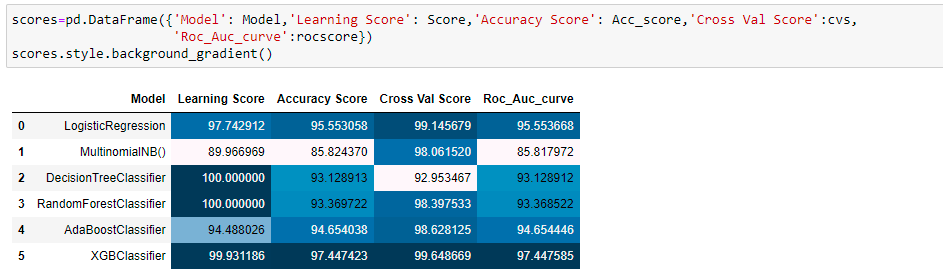 scores=pd.DataFrame({'Model': Model,'Learning Score': Score,'Accuracy Score': Acc_score,'Cross Val Score':cvs,
'Roc_Auc_curve':rocscore})
scores.style.background_gradient()
Model Learning Score Accuracy Score Cross Val Score Roc_Auc_curve
0 LogisticRegression 97.742912 95.553058 99.145679 95.553668
1 MultinomialNB() 89.966969 85.824370 98.061520 85.817972
2 DecisionTreeClassifier 100.000000 93.128913 92.953467 93.128912
3 RandomForestClassifier 100.000000 93.369722 98.397533 93.368522
4 AdaBoostClassifier 94.488026 94.654038 98.628125 94.654446
5 XGBClassifier 99.931186 97.447423 99.648669 97.447585